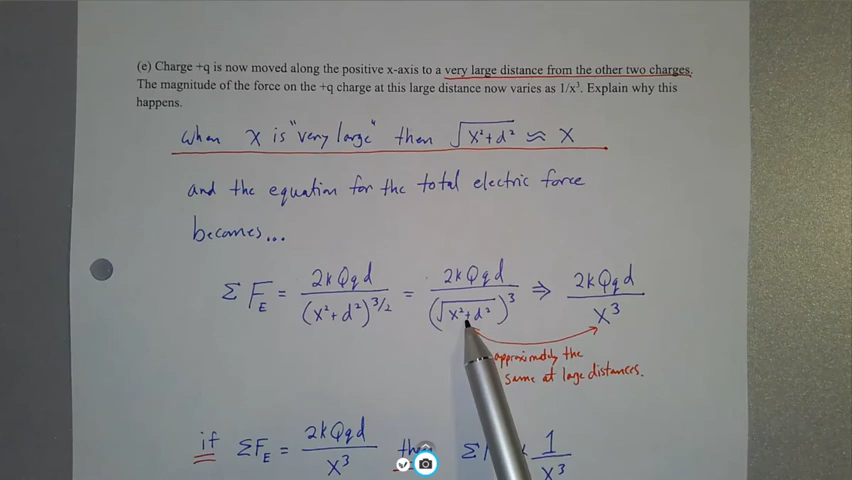 (e) Charge +q is now moved along the positive x-axis to a very large distance from the other two charges.
The magnitude of the force on the +q charge at this large distance now varies as 1/x³. Explain why this
happens.
When x is "very large" then √(x²+d²) ≈ x
and the equation for the total electric force
becomes...
ΣF_E = 2kQqd/(x²+d²)^(3/2) = 2kQqd/(√(x²+d²))³ ⇒ 2kQqd/x³
approximately the
same at large distances.
if ΣF_E = 2kQqd/x³ the Σ 1/x³